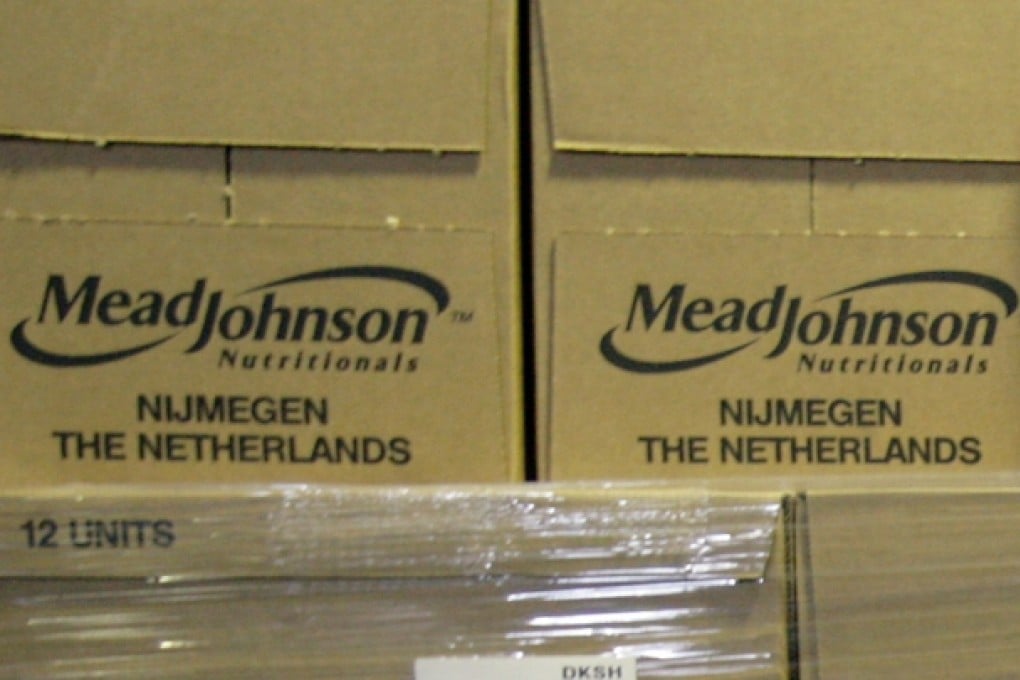 MeadJohnson™
Nutritionals
NIJMEGEN
THE NETHERLANDS
MeadJohnson
Nutritionals
NIJMEGEN
THE NETHERLANDS
12 UNITS
DKSH